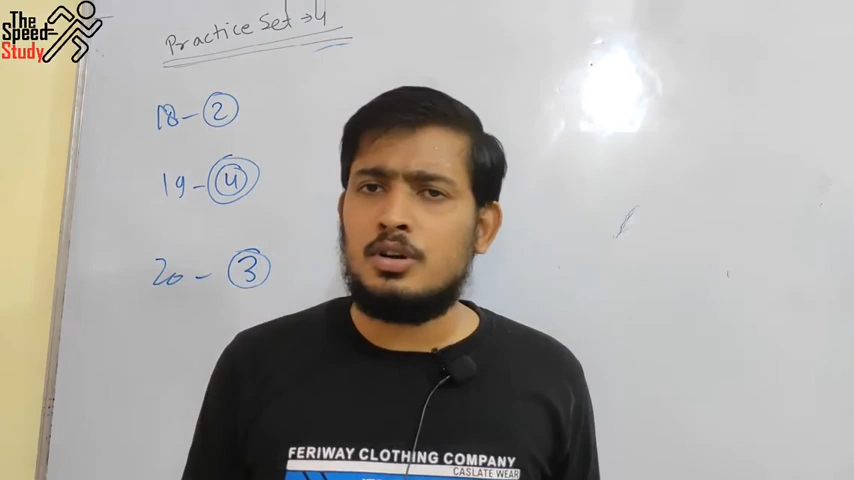 The
Speed
Study
Practice Set → 4
18 - 2
19 - 4
20 - 3
FERIWAY CLOTHING COMPANY
CASLATE WEAR